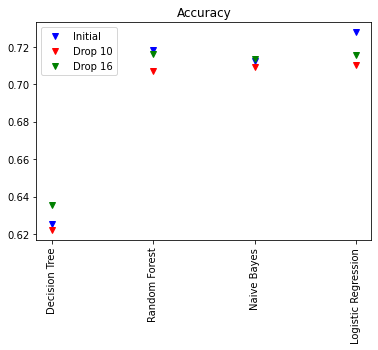 Accuracy
Initial
Drop 10
Drop 16
0.72
0.70
0.68
0.66
0.64
0.62
Decision Tree
Random Forest
Naive Bayes
Logistic Regression